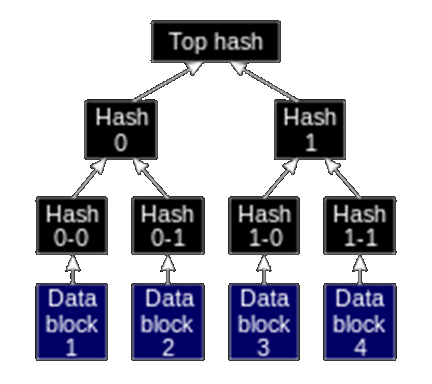 Top hash
Hash
0
Hash
1
Hash
0-0
Hash
0-1
Hash
1-0
Hash
1-1
Data
block
1
Data
block
2
Data
block
3
Data
block
4